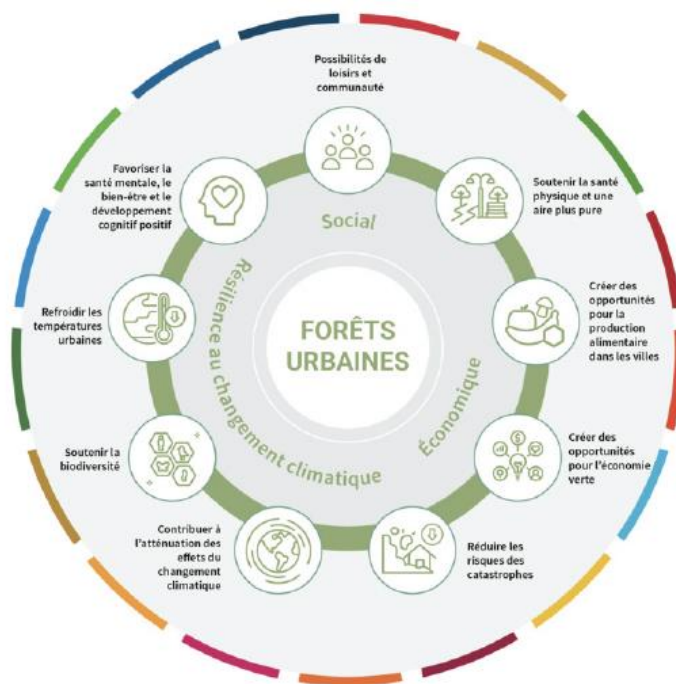 Possibilités de
loisirs et
communauté
Favoriser la
santé mentale, le
bien-être et le
développement
cognitif positif
Soutenir la santé
physique et une
aire plus pure
Social
Refroidir les
températures
urbaines
Résilience au changement climatique
FORÊTS
URBAINES
Économique
Créer des
opportunités
pour la
production
alimentaire
dans les villes
Soutenir la
biodiversité
Créer des
opportunités
pour l'économie
verte
Contribuer à
l'atténuation des
effets du
changement
climatique
Réduire les
risques des
catastrophes